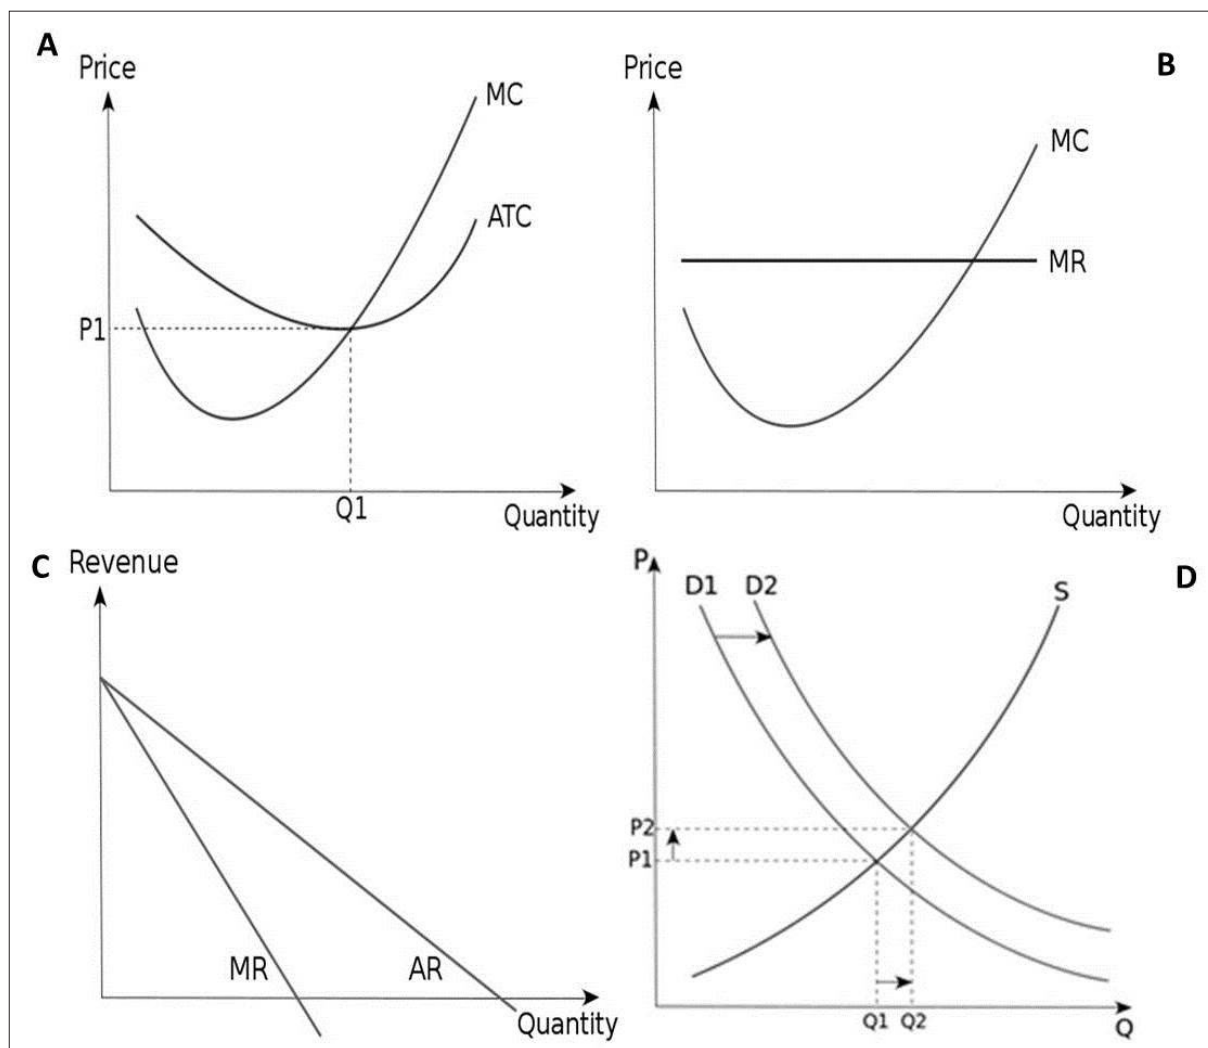 A
Price
MC
ATC
P1
Q1
Quantity
B
Price
MC
MR
Quantity
C
Revenue
MR
AR
Quantity
D
P
D1 D2
S
P2
P1
Q1 Q2
Q